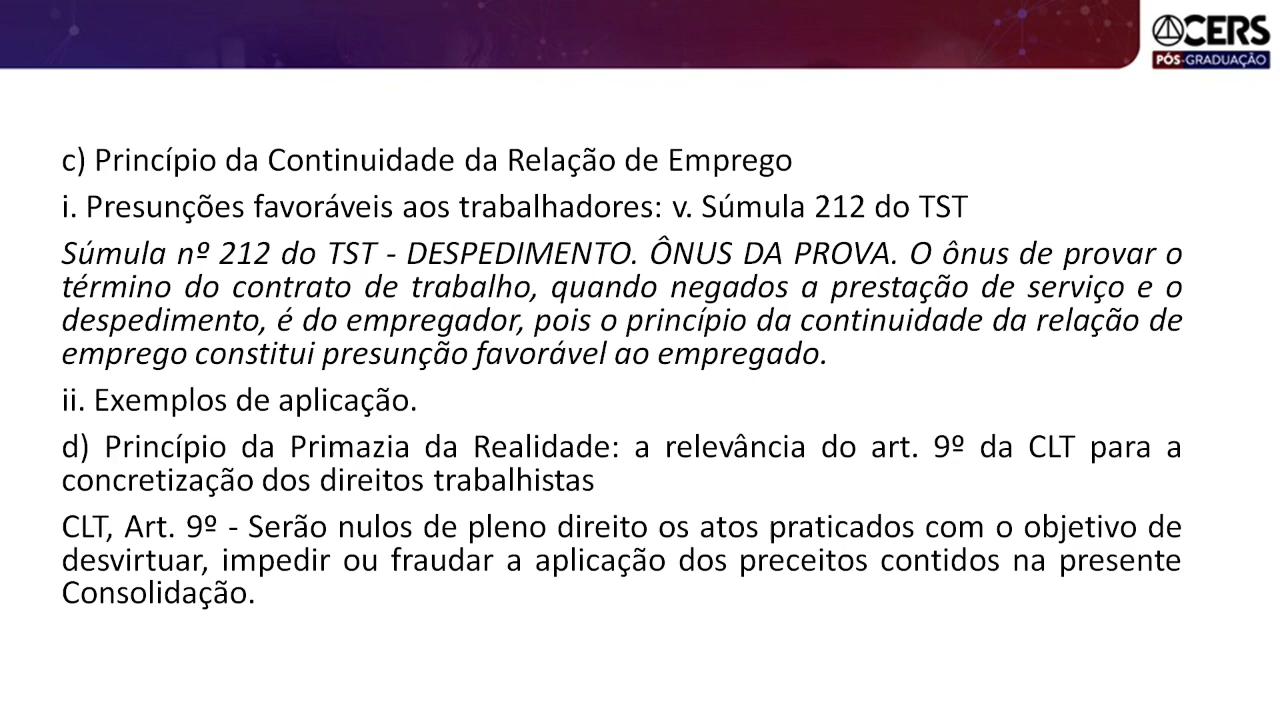 CERS
PÓS-GRADUAÇÃO
c) Princípio da Continuidade da Relação de Emprego
i. Presunções favoráveis aos trabalhadores: v. Súmula 212 do TST
Súmula nº 212 do TST - DESPEDIMENTO. ÔNUS DA PROVA. O ônus de provar o
término do contrato de trabalho, quando negados a prestação de serviço e o
despedimento, é do empregador, pois o princípio da continuidade da relação de
emprego constitui presunção favorável ao empregado.
ii. Exemplos de aplicação.
d) Princípio da Primazia da Realidade: a relevância do art. 9º da CLT para a
concretização dos direitos trabalhistas
CLT, Art. 9º - Serão nulos de pleno direito os atos praticados com o objetivo de
desvirtuar, impedir ou fraudar a aplicação dos preceitos contidos na presente
Consolidação.